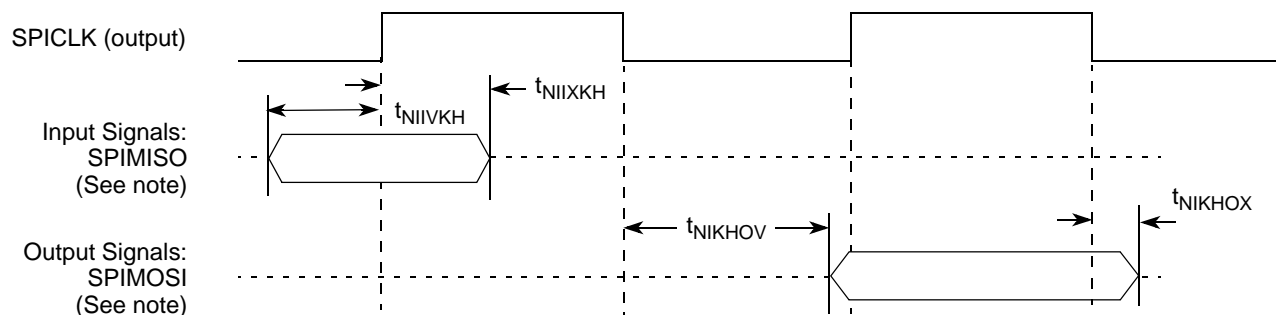 SPICLK (output)
tNIIXKH
tNIIVKH
Input Signals:
SPIMISO
(See note)
tNIKHOX
tNIKHOV
Output Signals:
SPIMOSI
(See note)